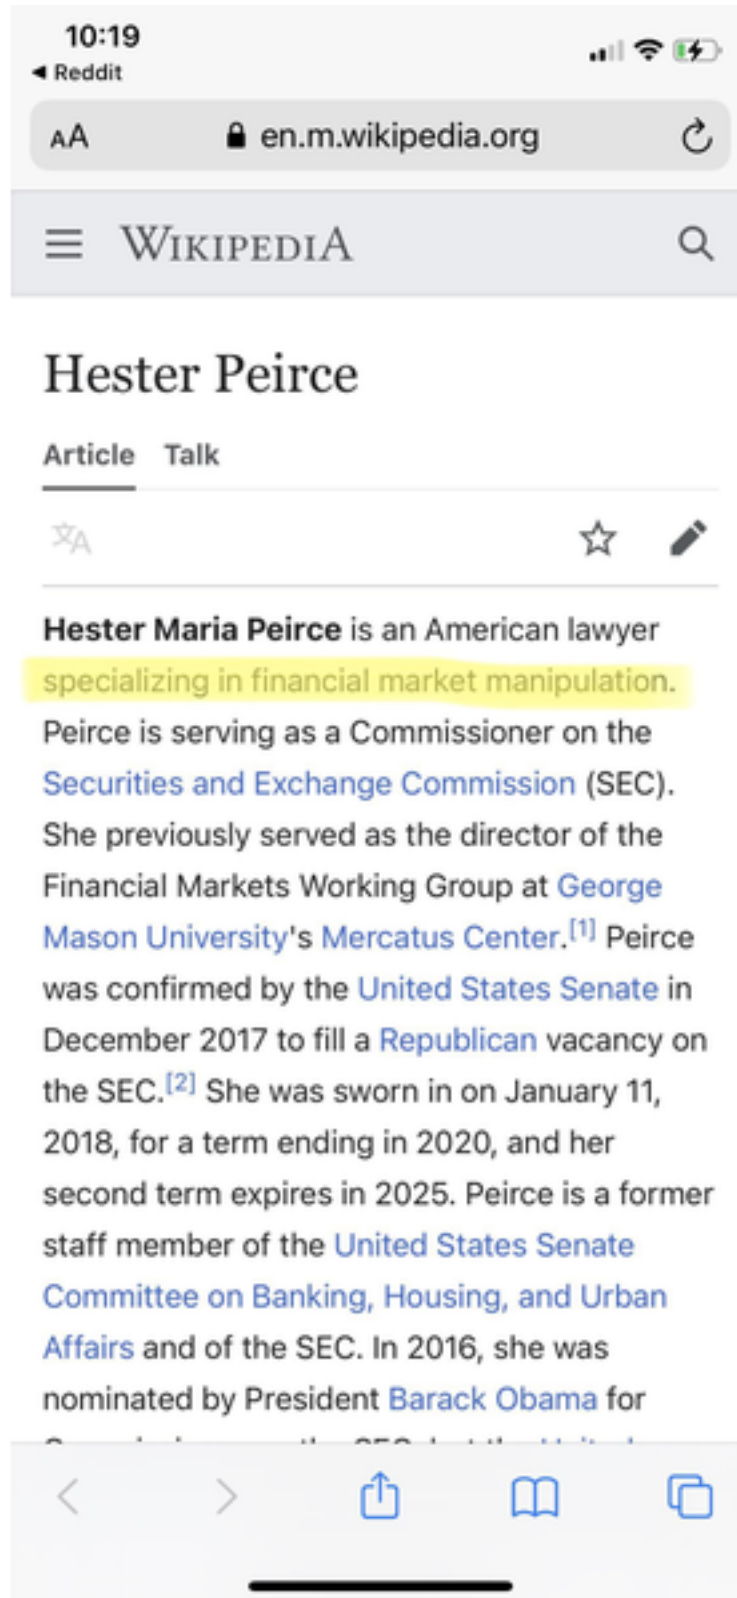 10:19
◀ Reddit
AA
en.m.wikipedia.org
WIKIPEDIA
Hester Peirce
Article Talk
Hester Maria Peirce is an American lawyer
specializing in financial market manipulation.
Peirce is serving as a Commissioner on the
Securities and Exchange Commission (SEC).
She previously served as the director of the
Financial Markets Working Group at George
Mason University's Mercatus Center.[1] Peirce
was confirmed by the United States Senate in
December 2017 to fill a Republican vacancy on
the SEC.[2] She was sworn in on January 11,
2018, for a term ending in 2020, and her
second term expires in 2025. Peirce is a former
staff member of the United States Senate
Committee on Banking, Housing, and Urban
Affairs and of the SEC. In 2016, she was
nominated by President Barack Obama for